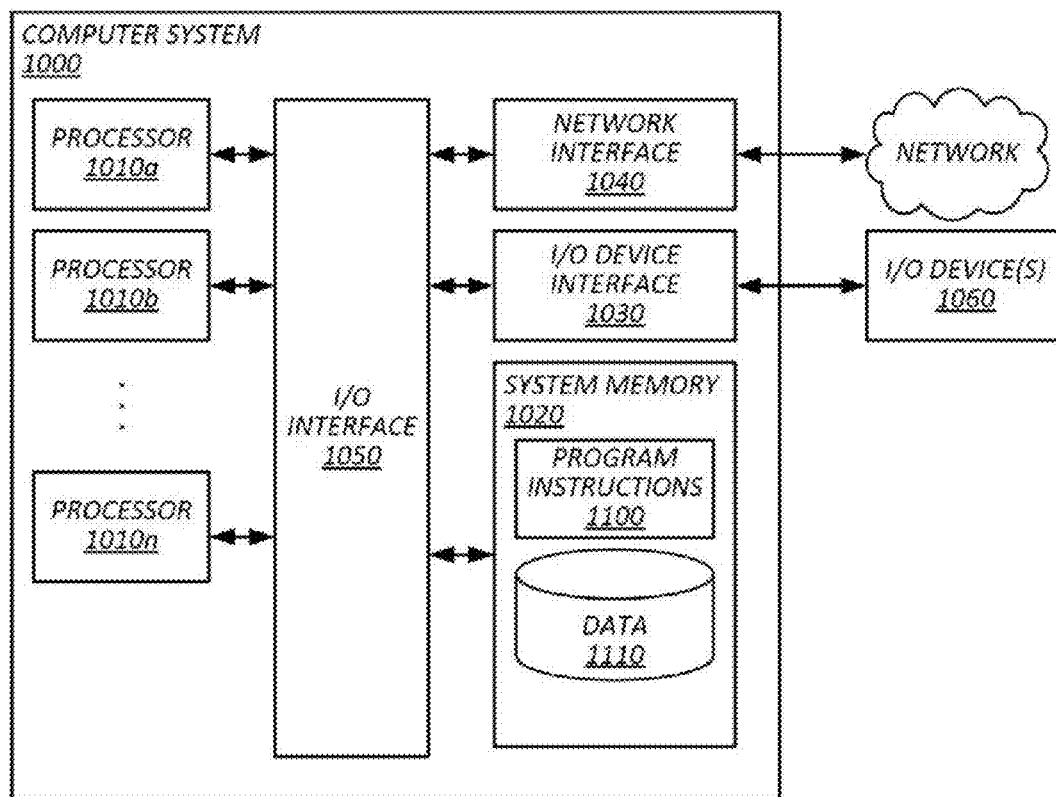 COMPUTER SYSTEM
1000
PROCESSOR
1010a
PROCESSOR
1010b
PROCESSOR
1010n
I/O
INTERFACE
1050
NETWORK
INTERFACE
1040
I/O DEVICE
INTERFACE
1030
SYSTEM MEMORY
1020
PROGRAM
INSTRUCTIONS
1100
DATA
1110
NETWORK
I/O DEVICE(S)
1060